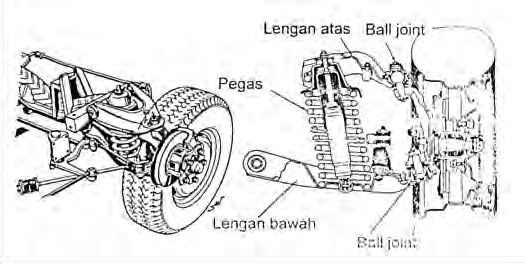 Lengan atas
Ball joint
Pegas
Lengan bawah
Ball joint